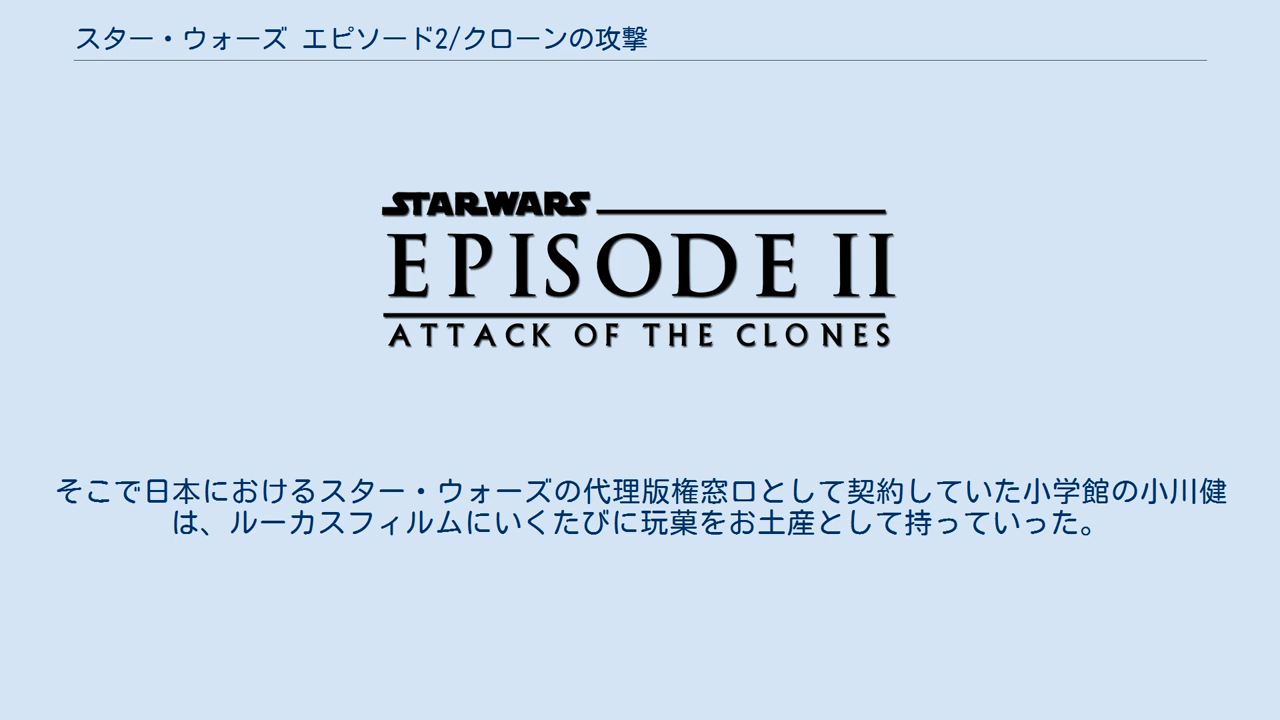 スター・ウォーズ エピソード2/クローンの攻撃
STAR WARS
EPISODE II
ATTACK OF THE CLONES
そこで日本におけるスター・ウォーズの代理版権窓口として契約していた小学館の小川健
は、ルーカスフィルムにいくたびに玩菓をお土産として持っていった。